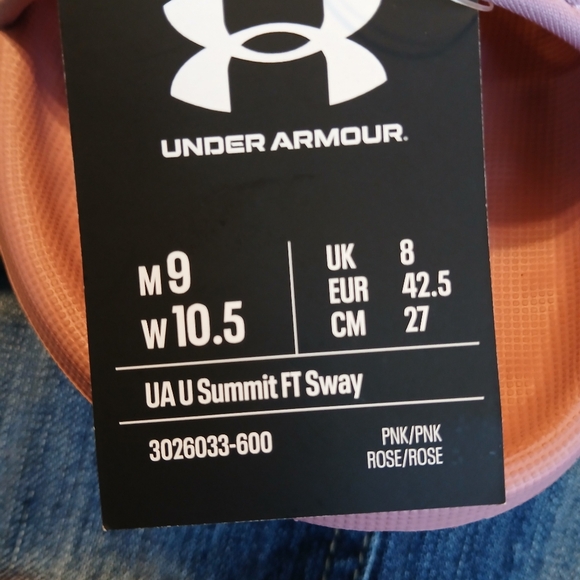 UNDER ARMOUR.
M 9
W 10.5
UK 8
EUR 42.5
CM 27
UA U Summit FT Sway
3026033-600
PNK/PNK
ROSE/ROSE